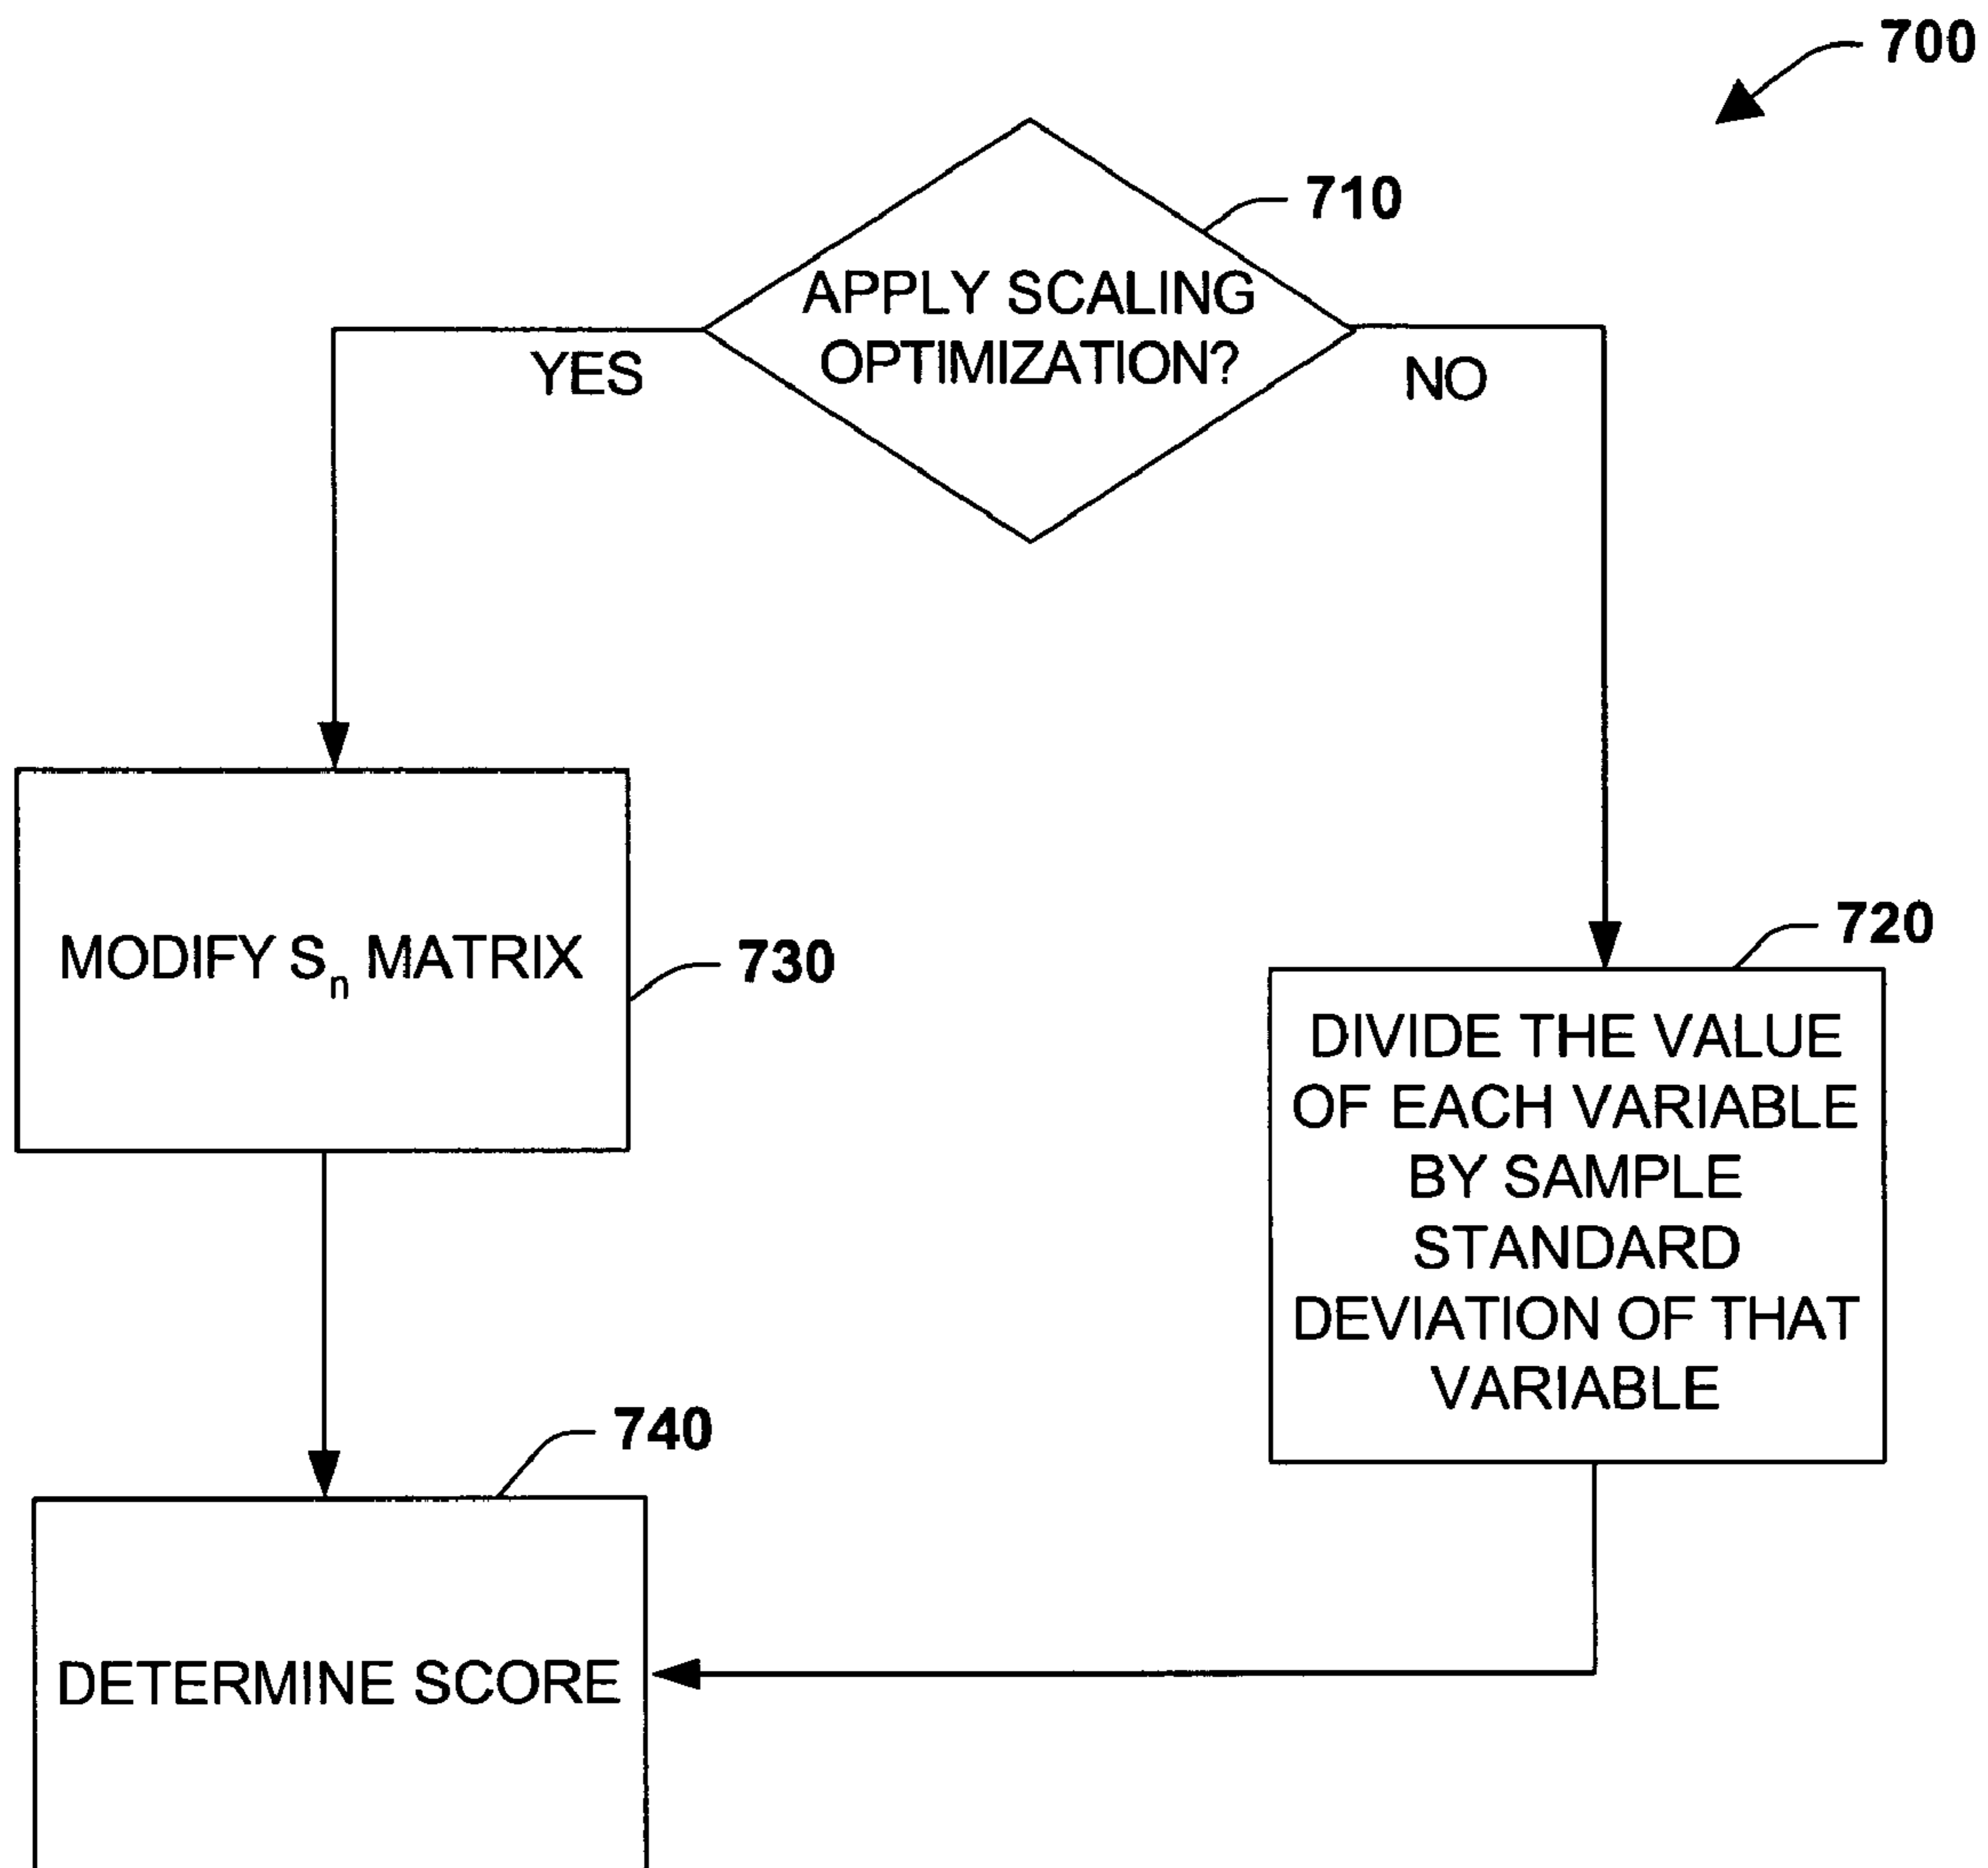 700
710
APPLY SCALING
OPTIMIZATION?
YES
NO
720
MODIFY Sₙ MATRIX
730
DIVIDE THE VALUE
OF EACH VARIABLE
BY SAMPLE
STANDARD
DEVIATION OF THAT
VARIABLE
740
DETERMINE SCORE